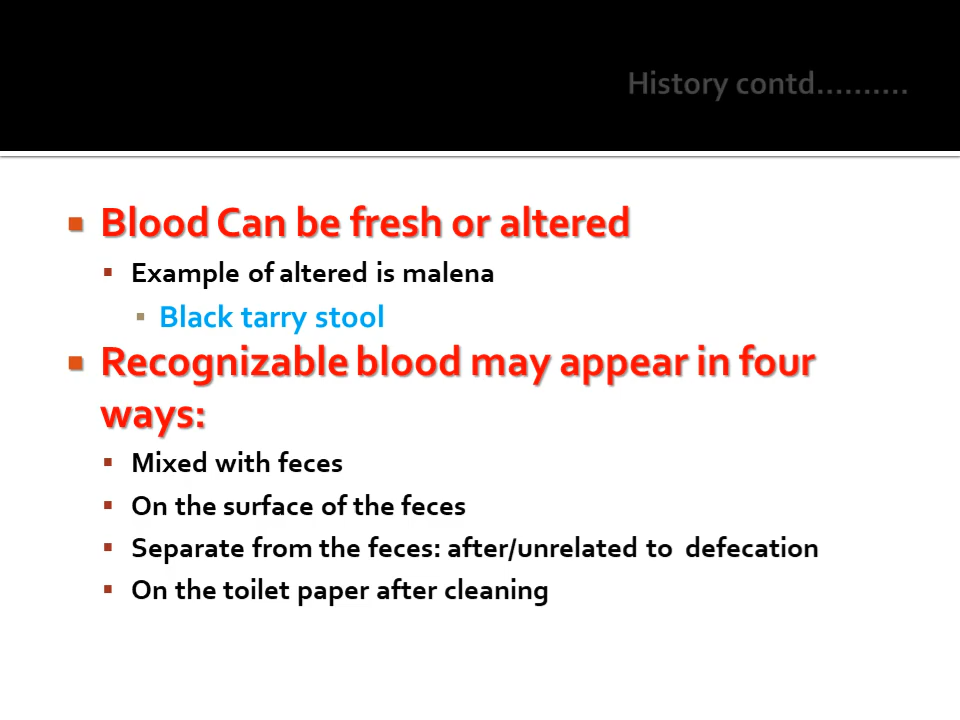 History contd..........
Blood Can be fresh or altered
Example of altered is malena
Black tarry stool
Recognizable blood may appear in four
ways:
Mixed with feces
On the surface of the feces
Separate from the feces: after/unrelated to defecation
On the toilet paper after cleaning